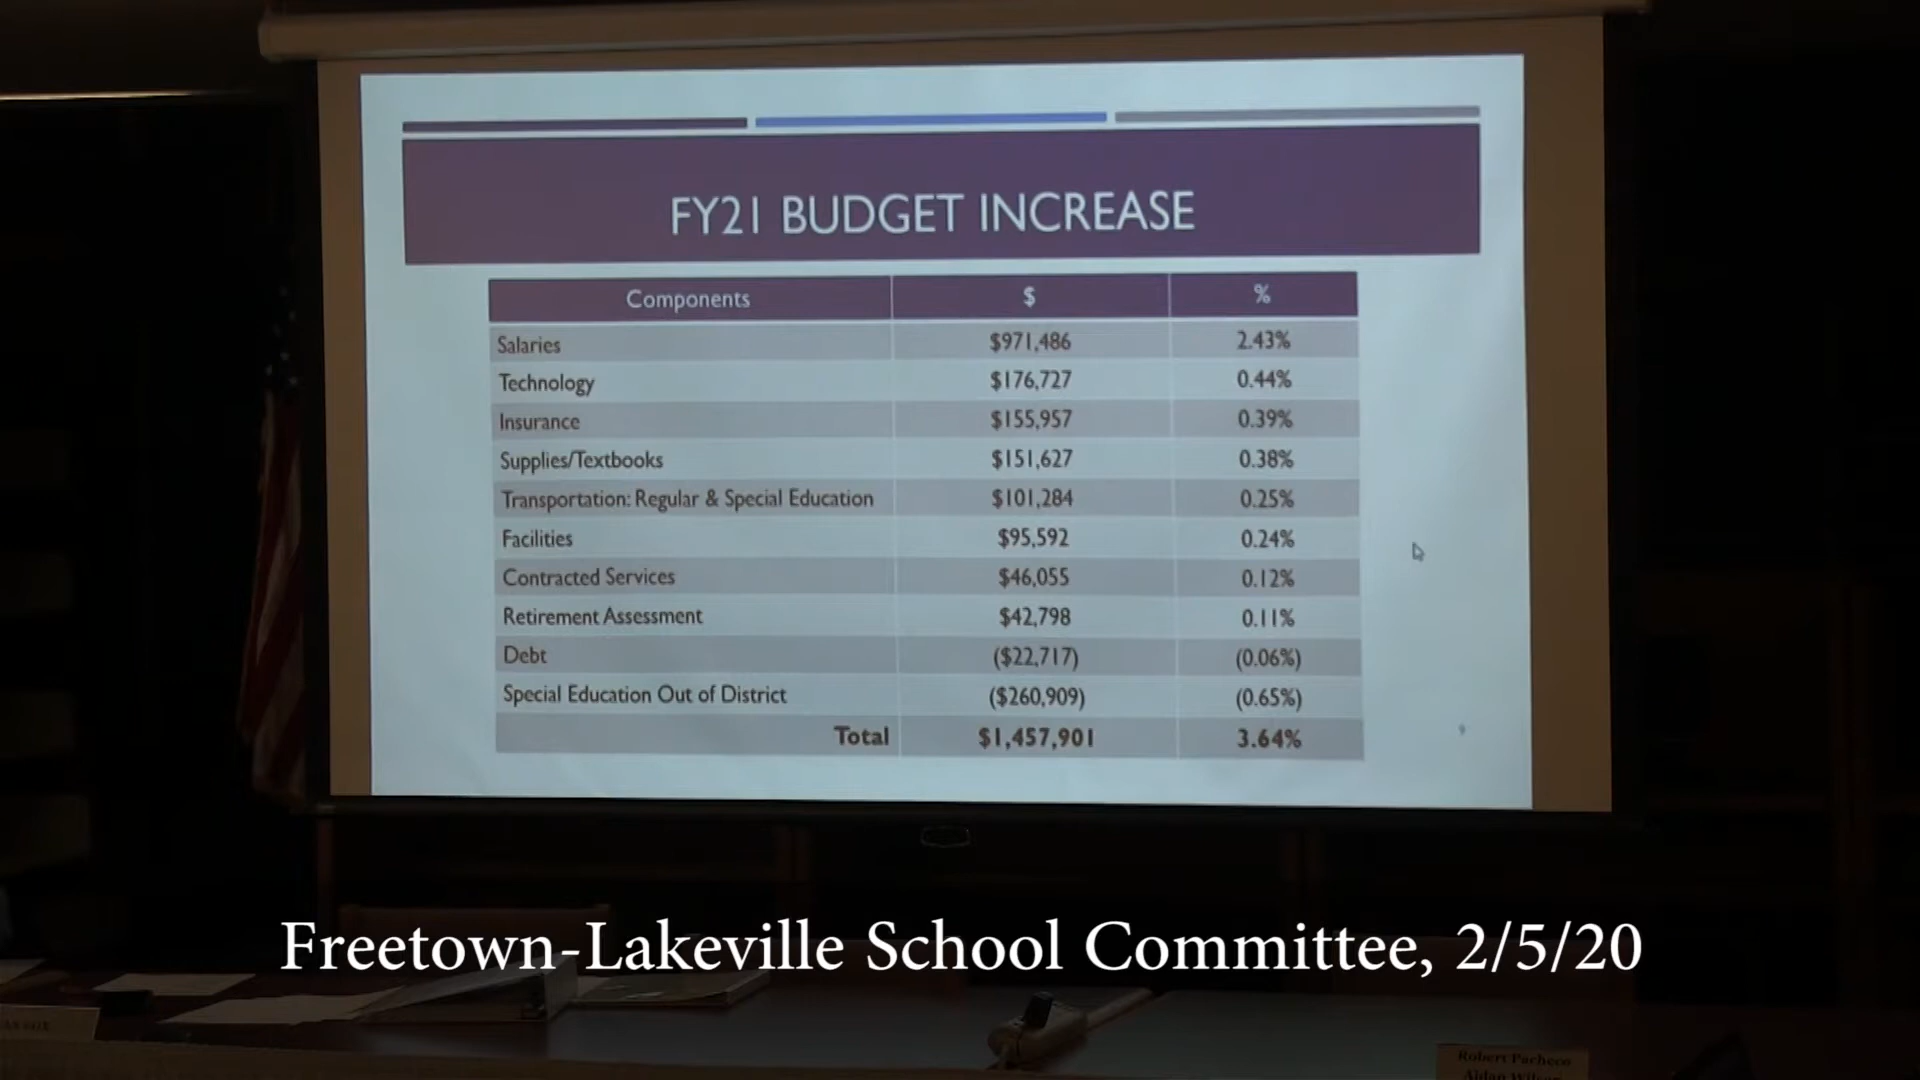 FY21 BUDGET INCREASE
Components $ %
Salaries $971,486 2.43%
Technology $176,727 0.44%
Insurance $155,957 0.39%
Supplies/Textbooks $151,627 0.38%
Transportation: Regular & Special Education $101,284 0.25%
Facilities $95,592 0.24%
Contracted Services $46,055 0.12%
Retirement Assessment $42,798 0.11%
Debt ($22,717) (0.06%)
Special Education Out of District ($260,909) (0.65%)
Total $1,457,901 3.64%
9
Freetown-Lakeville School Committee, 2/5/20
Robert Pacheco
Aidan